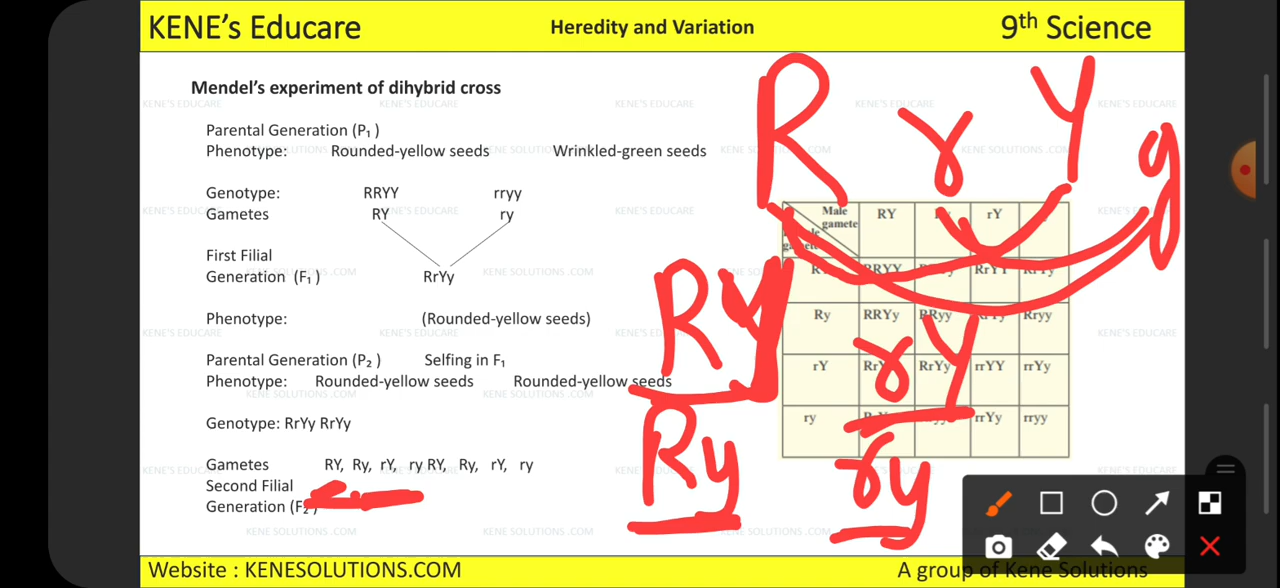 KENE's Educare
Heredity and Variation
9th Science
Mendel's experiment of dihybrid cross
Parental Generation (P₁ )
Phenotype: Rounded-yellow seeds Wrinkled-green seeds
Genotype: RRYY rryy
Gametes RY ry
First Filial
Generation (F₁ ) RrYy
Phenotype: (Rounded-yellow seeds)
Parental Generation (P₂ ) Selfing in F₁
Phenotype: Rounded-yellow seeds Rounded-yellow seeds
Genotype: RrYy RrYy
Gametes RY, Ry, rY, ry RY, Ry, rY, ry
Second Filial
Generation (F₂ )
R r Y y
Male
gamete RY rY
RRYY
Ry RRYy RRyy Rryy
rY RrYy rrYY rrYy
ry rrYy rryy
RY rY
Ry ry
Website : KENESOLUTIONS.COM
A group of Kene Solutions